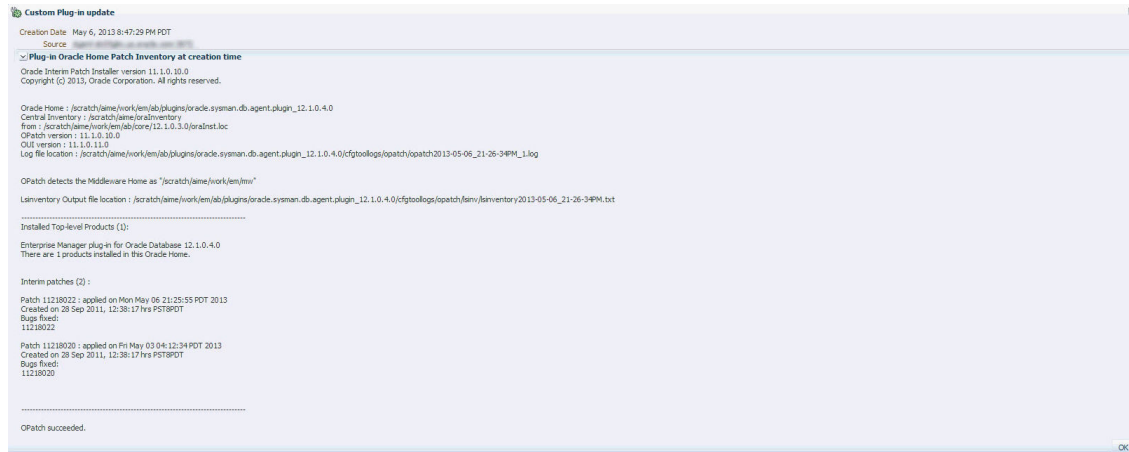 Custom Plug-in update
Creation Date May 6, 2013 8:47:29 PM PDT
Source
Plug-in Oracle Home Patch Inventory at creation time
Oracle Interim Patch Installer version 11.1.0.10.0
Copyright (c) 2013, Oracle Corporation. All rights reserved.
Oracle Home : /scratch/aime/work/em/ab/plugins/oracle.sysman.db.agent.plugin_12.1.0.4.0
Central Inventory : /scratch/aime/oraInventory
from : /scratch/aime/work/em/ab/core/12.1.0.3.0/oraInst.loc
OPatch version : 11.1.0.10.0
OUI version : 11.1.0.11.0
Log file location : /scratch/aime/work/em/ab/plugins/oracle.sysman.db.agent.plugin_12.1.0.4.0/cfgtoollogs/opatch/opatch2013-05-06_21-26-34PM_1.log
OPatch detects the Middleware Home as "/scratch/aime/work/em/mw"
Lsinventory Output file location : /scratch/aime/work/em/ab/plugins/oracle.sysman.db.agent.plugin_12.1.0.4.0/cfgtoollogs/opatch/lsinv/lsinventory2013-05-06_21-26-34PM.txt
--------------------------------------------------------------------------------
Installed Top-level Products (1):
Enterprise Manager plug-in for Oracle Database 12.1.0.4.0
There are 1 products installed in this Oracle Home.
Interim patches (2) :
Patch 11218022 : applied on Mon May 06 21:25:55 PDT 2013
Created on 28 Sep 2011, 12:38:17 hrs PST8PDT
Bugs fixed:
11218022
Patch 11218020 : applied on Fri May 03 04:12:34 PDT 2013
Created on 28 Sep 2011, 12:38:17 hrs PST8PDT
Bugs fixed:
11218020
--------------------------------------------------------------------------------
OPatch succeeded.
OK